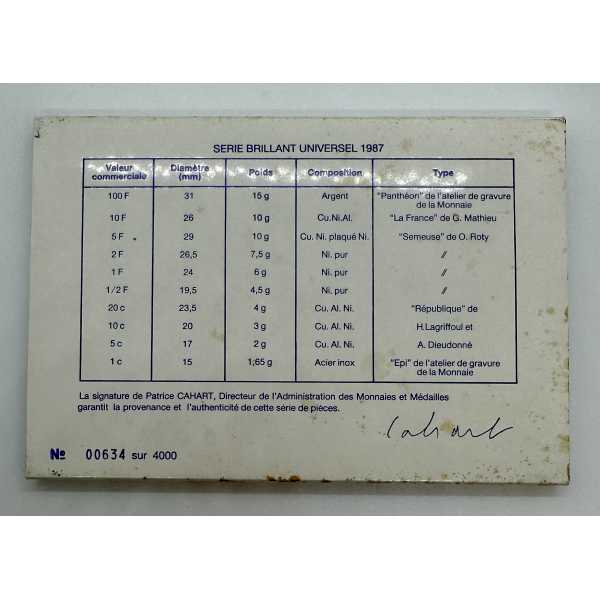 SERIE BRILLANT UNIVERSEL 1987
Valeur commerciale Diamètre (mm) Poids Composition Type
100 F 31 15 g Argent "Panthéon" de l'atelier de gravure
de la Monnaie
10 F 26 10 g Cu.Ni.Al. "La France" de G. Mathieu
5 F 29 10 g Cu. Ni. plaqué Ni. "Semeuse" de O. Roty
2 F 26,5 7,5 g Ni. pur //
1 F 24 6 g Ni. pur //
1/2 F 19,5 4,5 g Ni. pur //
20 c 23,5 4 g Cu. Al. Ni. "République" de
10 c 20 3 g Cu. Al. Ni. H.Lagriffoul et
5 c 17 2 g Cu. Al. Ni. A. Dieudonné
1 c 15 1,65 g Acier inox "Epi" de l'atelier de gravure
de la Monnaie
La signature de Patrice CAHART, Directeur de l'Administration des Monnaies et Médailles
garantit la provenance et l'authenticité de cette série de pièces.
Cahart
Nº 00634 sur 4000